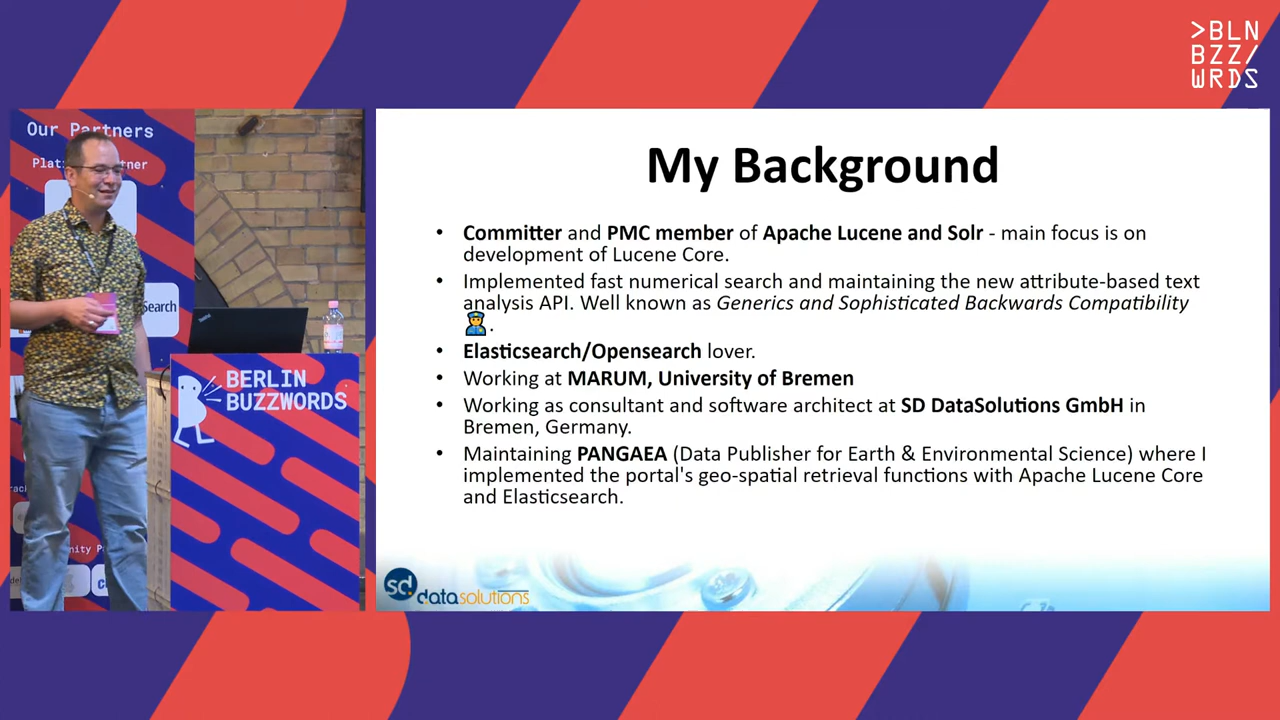 >BLN
BZZ/
WRDS
Our Partners
Search
BERLIN
BUZZWORDS
My Background
• Committer and PMC member of Apache Lucene and Solr - main focus is on
development of Lucene Core.
• Implemented fast numerical search and maintaining the new attribute-based text
analysis API. Well known as Generics and Sophisticated Backwards Compatibility
👮.
• Elasticsearch/Opensearch lover.
• Working at MARUM, University of Bremen
• Working as consultant and software architect at SD DataSolutions GmbH in
Bremen, Germany.
• Maintaining PANGAEA (Data Publisher for Earth & Environmental Science) where I
implemented the portal's geo-spatial retrieval functions with Apache Lucene Core
and Elasticsearch.
sd.datasolutions